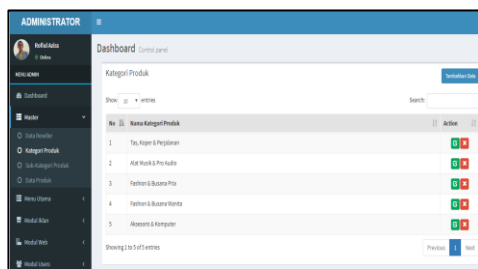 ADMINISTRATOR
Online
MENU ADMIN
Dashboard
Master
Data Reseller
Kategori Produk
Sub-Kategori Produk
Data Produk
Menu Utama
Modul Iklan
Modul Web
Modul Users
Dashboard Control panel
Kategori Produk
Tambahkan Data
Show 10 entries
Search:
No Nama Kategori Produk Action
1 Tas, Koper & Perjalanan
2 Alat Musik & Pro Audio
3 Fashion & Busana Pria
4 Fashion & Busana Wanita
5 Aksesoris & Komputer
Showing 1 to 5 of 5 entries
Previous 1 Next